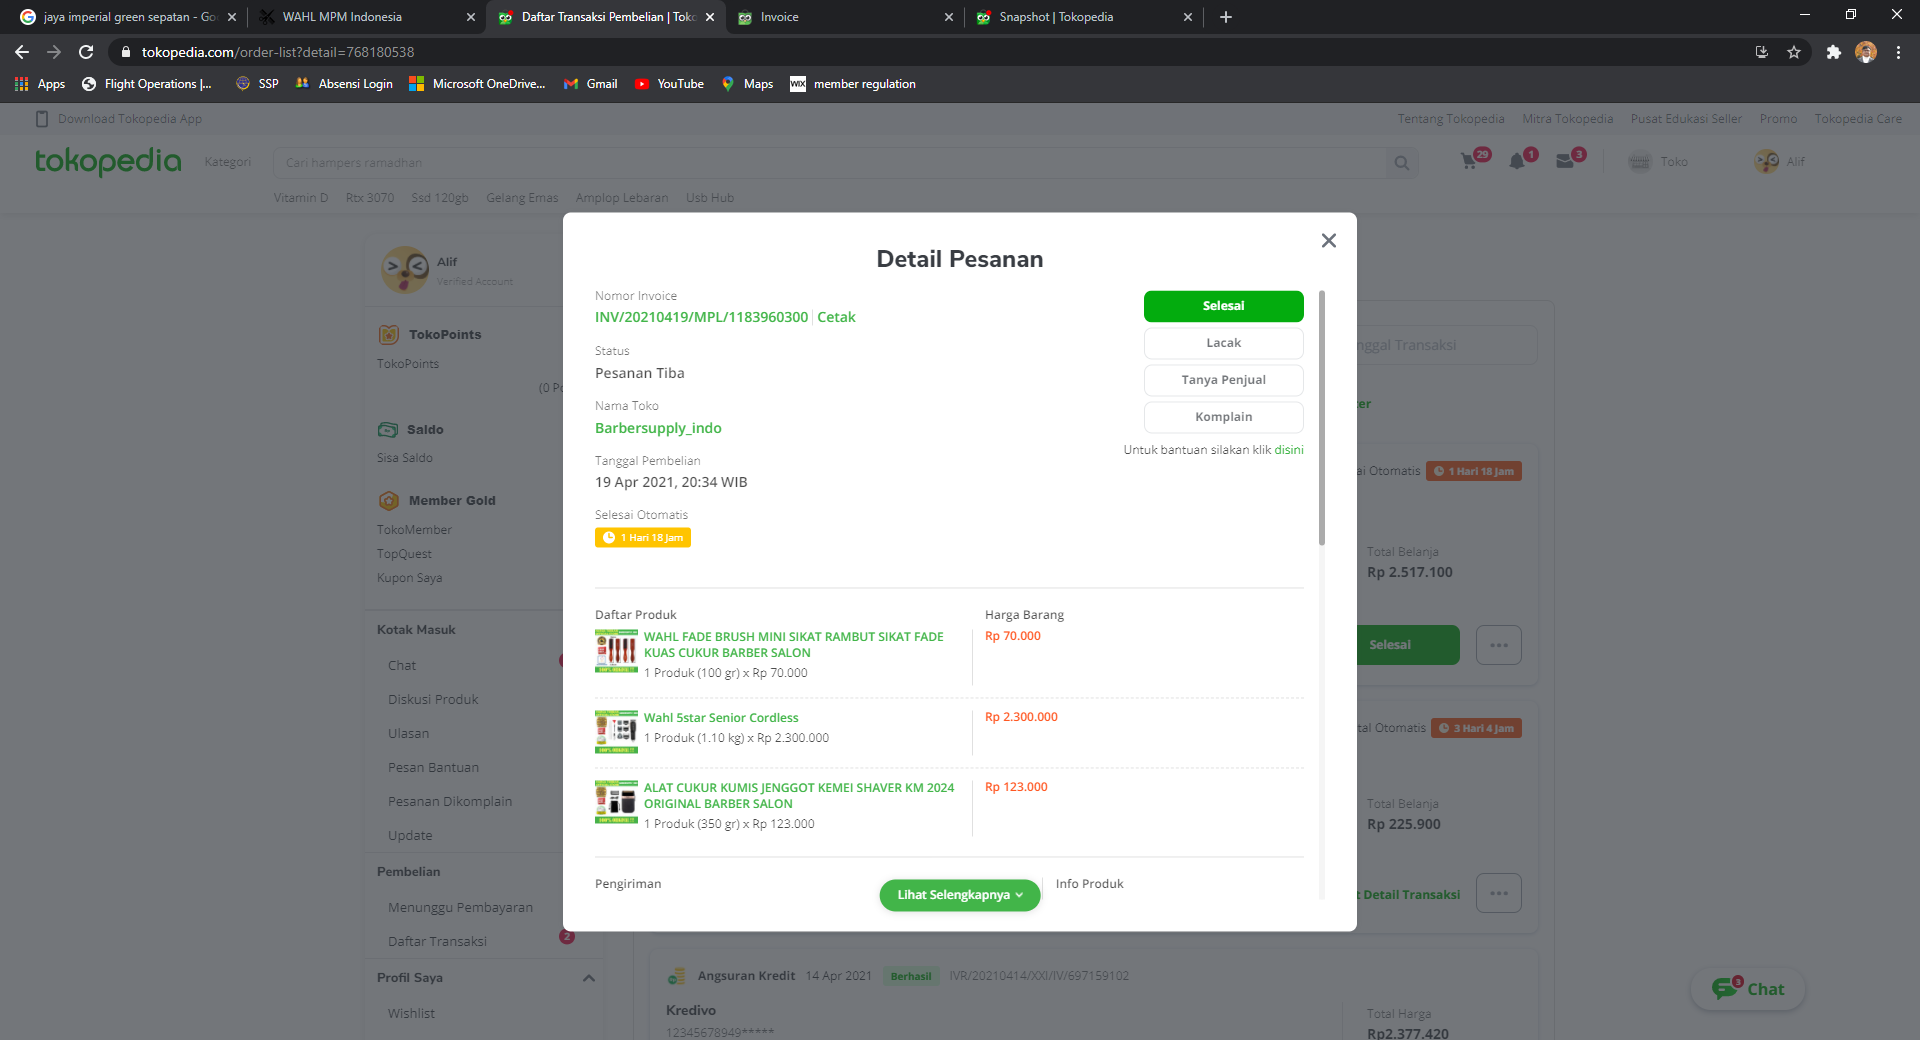 jaya imperial green sepatan - Go
WAHL MPM Indonesia
Daftar Transaksi Pembelian | Tok
Invoice
Snapshot | Tokopedia
tokopedia.com/order-list?detail=768180538
Apps
Flight Operations |...
SSP
Absensi Login
Microsoft OneDrive...
Gmail
YouTube
Maps
WIX
member regulation
Download Tokopedia App
Tentang Tokopedia
Mitra Tokopedia
Pusat Edukasi Seller
Promo
Tokopedia Care
tokopedia
Kategori
Cari hampers ramadhan
29
1
3
Toko
Alif
Vitamin D
Rtx 3070
Ssd 120gb
Gelang Emas
Amplop Lebaran
Usb Hub
Alif
Verified Account
TokoPoints
TokoPoints
(0 Po
Saldo
Sisa Saldo
Member Gold
TokoMember
TopQuest
Kupon Saya
Kotak Masuk
Chat
Diskusi Produk
Ulasan
Pesan Bantuan
Pesanan Dikomplain
Update
Pembelian
Menunggu Pembayaran
Daftar Transaksi
2
Profil Saya
Wishlist
Detail Pesanan
Nomor Invoice
INV/20210419/MPL/1183960300 | Cetak
Status
Pesanan Tiba
Nama Toko
Barbersupply_indo
Tanggal Pembelian
19 Apr 2021, 20:34 WIB
Selesai Otomatis
1 Hari 18 Jam
Selesai
Lacak
Tanya Penjual
Komplain
Untuk bantuan silakan klik disini
Daftar Produk
Harga Barang
WAHL FADE BRUSH MINI SIKAT RAMBUT SIKAT FADE
KUAS CUKUR BARBER SALON
1 Produk (100 gr) x Rp 70.000
Rp 70.000
Wahl 5star Senior Cordless
1 Produk (1.10 kg) x Rp 2.300.000
Rp 2.300.000
ALAT CUKUR KUMIS JENGGOT KEMEI SHAVER KM 2024
ORIGINAL BARBER SALON
1 Produk (350 gr) x Rp 123.000
Rp 123.000
Pengiriman
Lihat Selengkapnya
Info Produk
nggal Transaksi
ter
ai Otomatis
1 Hari 18 Jam
Total Belanja
Rp 2.517.100
Selesai
tal Otomatis
3 Hari 4 Jam
Total Belanja
Rp 225.900
t Detail Transaksi
Angsuran Kredit
14 Apr 2021
Berhasil
IVR/20210414/XXI/IV/697159102
Kredivo
12345678949*****
Total Harga
Rp2.377.420
3
Chat